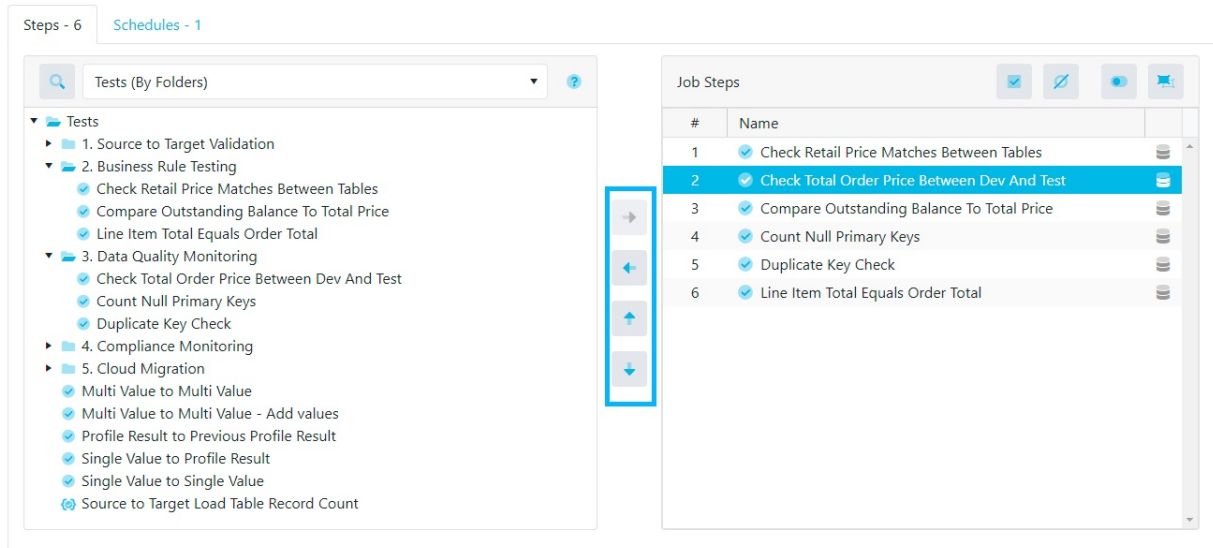 Steps - 6
Schedules - 1
Tests (By Folders)
Tests
1. Source to Target Validation
2. Business Rule Testing
Check Retail Price Matches Between Tables
Compare Outstanding Balance To Total Price
Line Item Total Equals Order Total
3. Data Quality Monitoring
Check Total Order Price Between Dev And Test
Count Null Primary Keys
Duplicate Key Check
4. Compliance Monitoring
5. Cloud Migration
Multi Value to Multi Value
Multi Value to Multi Value - Add values
Profile Result to Previous Profile Result
Single Value to Profile Result
Single Value to Single Value
Source to Target Load Table Record Count
Job Steps
# Name
1 Check Retail Price Matches Between Tables
2 Check Total Order Price Between Dev And Test
3 Compare Outstanding Balance To Total Price
4 Count Null Primary Keys
5 Duplicate Key Check
6 Line Item Total Equals Order Total